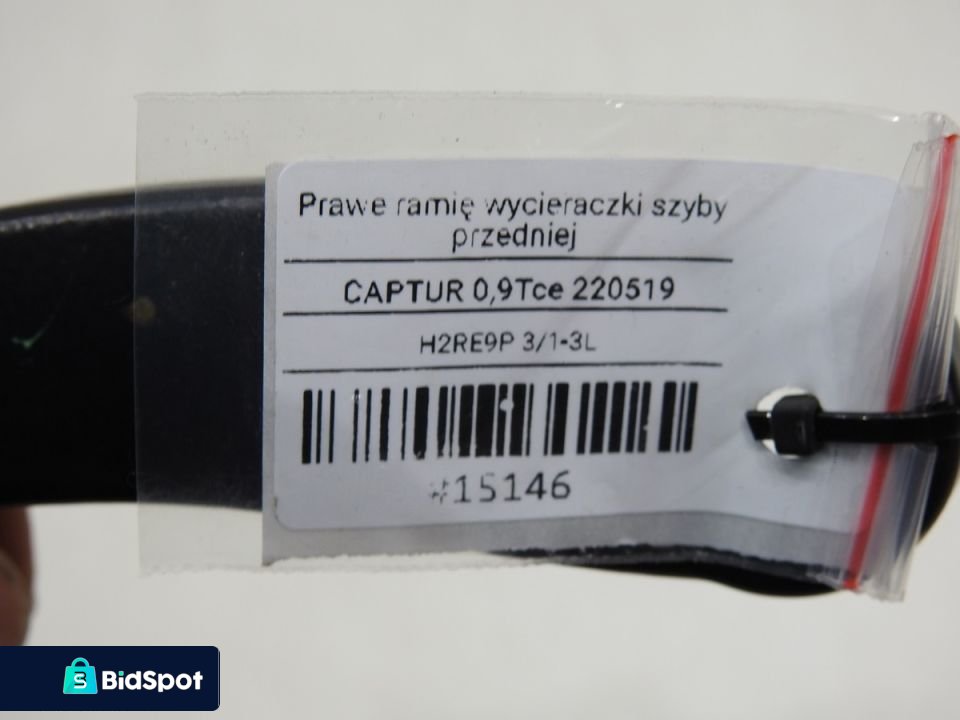 Prawe ramię wycieraczki szyby
przedniej
CAPTUR 0,9Tce 220519
H2RE9P 3/1-3L
#15146
BidSpot